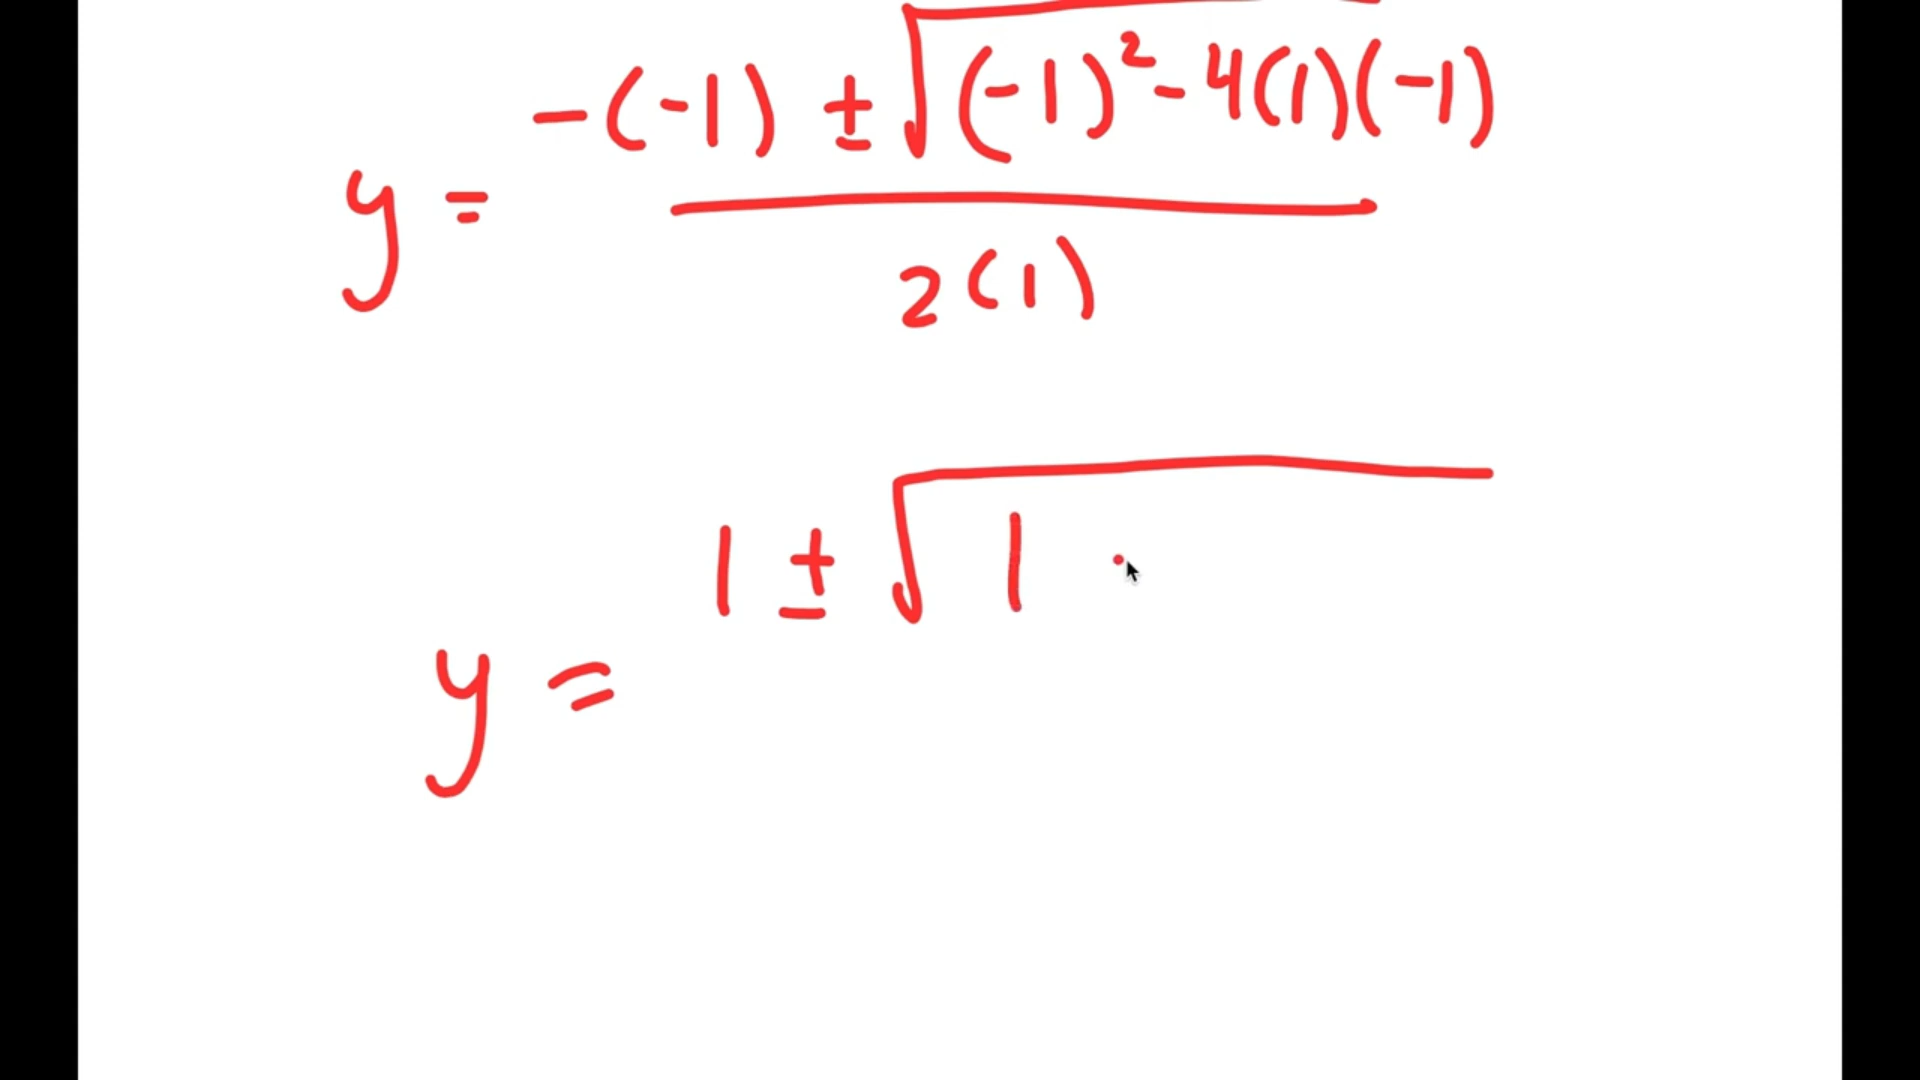 y = -(-1) ± √(-1)² - 4(1)(-1)
2(1)
y = 1 ± √1